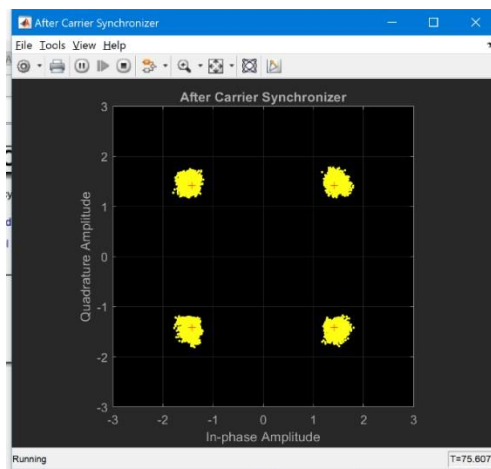 After Carrier Synchronizer
File Tools View Help
After Carrier Synchronizer
3
2
1
0
-1
-2
-3
Quadrature Amplitude
-3 -2 -1 0 1 2 3
In-phase Amplitude
Running T=75.607